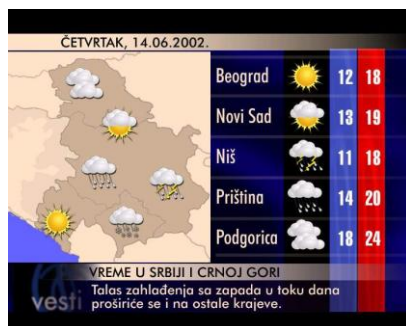 ČETVRTAK, 14.06.2002.
Beograd 12 18
Novi Sad 13 19
Niš 11 18
Priština 14 20
Podgorica 18 24
VREME U SRBIJI I CRNOJ GORI
vesti
Talas zahlađenja sa zapada u toku dana
proširiće se i na ostale krajeve.